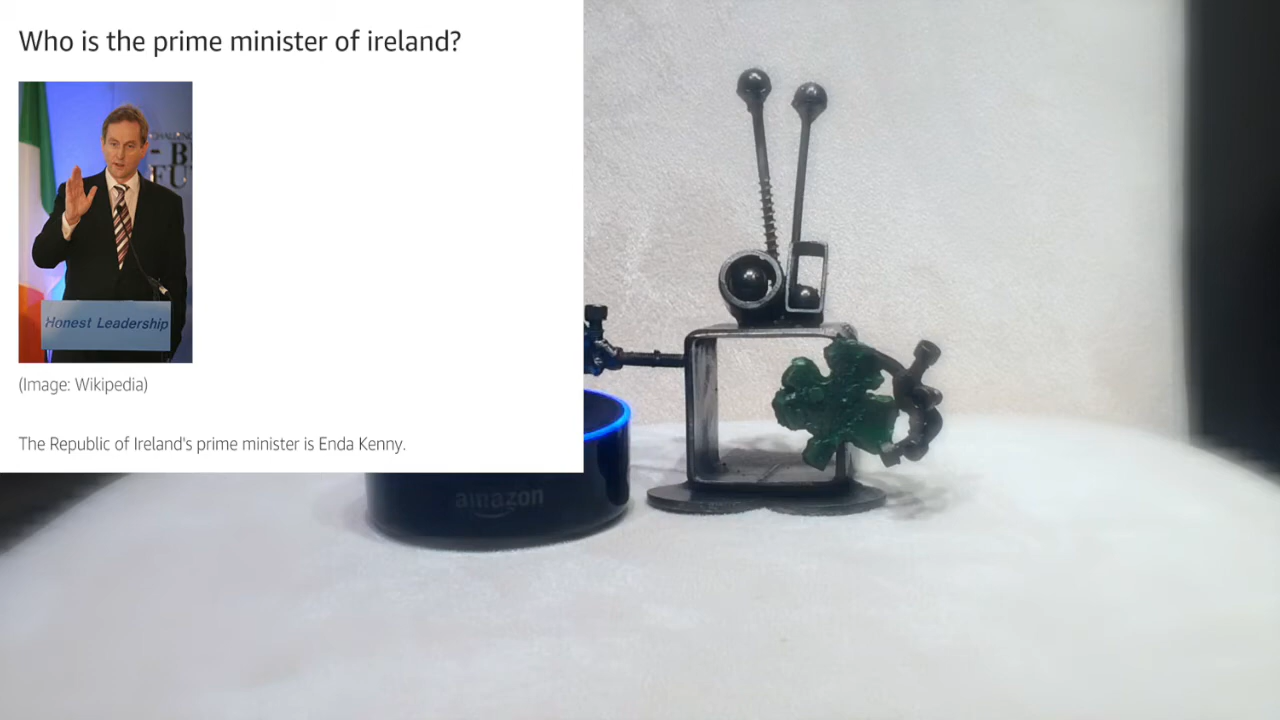 Who is the prime minister of ireland?
Honest Leadership
(Image: Wikipedia)
The Republic of Ireland's prime minister is Enda Kenny.
amazon